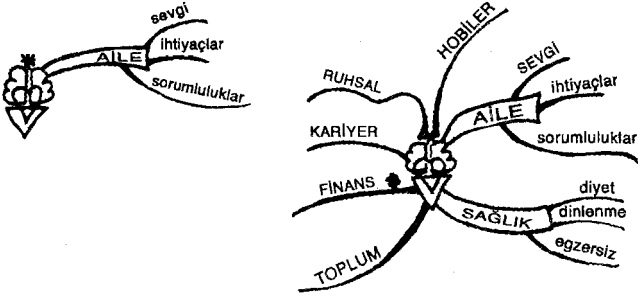 sevgi
AİLE
ihtiyaçlar
sorumluluklar
HOBİLER
RUHSAL
SEVGİ
ihtiyaçlar
AİLE
KARİYER
sorumluluklar
FİNANS
diyet
SAĞLIK
dinlenme
egzersiz
TOPLUM